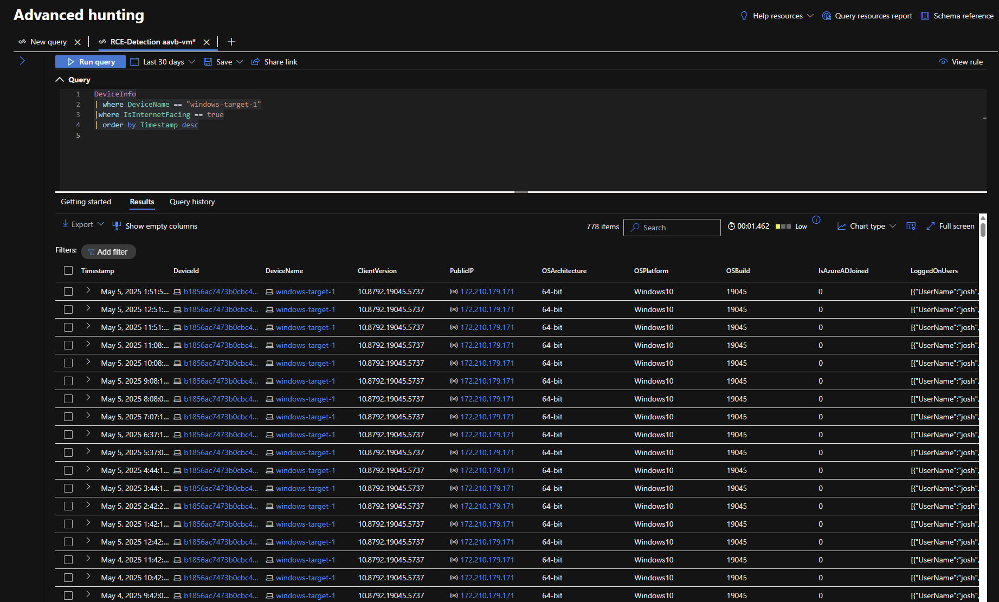 Advanced hunting
Help resources Query resources report Schema reference
New query RCE-Detection aavb-vm*
Run query Last 30 days Save Share link View rule
Query
1 DeviceInfo
2 | where DeviceName == "windows-target-1"
3 |where IsInternetFacing == true
4 | order by Timestamp desc
5
Getting started Results Query history
Export Show empty columns 778 items Search 00:01.462 Low Chart type Full screen
Filters: Add filter
Timestamp DeviceId DeviceName ClientVersion PublicIP OSArchitecture OSPlatform OSBuild IsAzureADJoined LoggedOnUsers
May 5, 2025 1:51:5... b1856ac7473b0cbc4... windows-target-1 10.8792.19045.5737 172.210.179.171 64-bit Windows10 19045 0 [{"UserName":"josh",
May 5, 2025 12:51:... b1856ac7473b0cbc4... windows-target-1 10.8792.19045.5737 172.210.179.171 64-bit Windows10 19045 0 [{"UserName":"josh",
May 5, 2025 11:51:... b1856ac7473b0cbc4... windows-target-1 10.8792.19045.5737 172.210.179.171 64-bit Windows10 19045 0 [{"UserName":"josh",
May 5, 2025 11:08:... b1856ac7473b0cbc4... windows-target-1 10.8792.19045.5737 172.210.179.171 64-bit Windows10 19045 0 [{"UserName":"josh",
May 5, 2025 10:08:... b1856ac7473b0cbc4... windows-target-1 10.8792.19045.5737 172.210.179.171 64-bit Windows10 19045 0 [{"UserName":"josh",
May 5, 2025 9:08:1... b1856ac7473b0cbc4... windows-target-1 10.8792.19045.5737 172.210.179.171 64-bit Windows10 19045 0 [{"UserName":"josh",
May 5, 2025 8:08:0... b1856ac7473b0cbc4... windows-target-1 10.8792.19045.5737 172.210.179.171 64-bit Windows10 19045 0 [{"UserName":"josh",
May 5, 2025 7:07:1... b1856ac7473b0cbc4... windows-target-1 10.8792.19045.5737 172.210.179.171 64-bit Windows10 19045 0 [{"UserName":"josh",
May 5, 2025 6:37:1... b1856ac7473b0cbc4... windows-target-1 10.8792.19045.5737 172.210.179.171 64-bit Windows10 19045 0 [{"UserName":"josh",
May 5, 2025 5:37:0... b1856ac7473b0cbc4... windows-target-1 10.8792.19045.5737 172.210.179.171 64-bit Windows10 19045 0 [{"UserName":"josh",
May 5, 2025 4:44:1... b1856ac7473b0cbc4... windows-target-1 10.8792.19045.5737 172.210.179.171 64-bit Windows10 19045 0 [{"UserName":"josh",
May 5, 2025 3:44:1... b1856ac7473b0cbc4... windows-target-1 10.8792.19045.5737 172.210.179.171 64-bit Windows10 19045 0 [{"UserName":"josh",
May 5, 2025 2:42:2... b1856ac7473b0cbc4... windows-target-1 10.8792.19045.5737 172.210.179.171 64-bit Windows10 19045 0 [{"UserName":"josh",
May 5, 2025 1:42:1... b1856ac7473b0cbc4... windows-target-1 10.8792.19045.5737 172.210.179.171 64-bit Windows10 19045 0 [{"UserName":"josh",
May 5, 2025 12:42:... b1856ac7473b0cbc4... windows-target-1 10.8792.19045.5737 172.210.179.171 64-bit Windows10 19045 0 [{"UserName":"josh",
May 4, 2025 11:42:... b1856ac7473b0cbc4... windows-target-1 10.8792.19045.5737 172.210.179.171 64-bit Windows10 19045 0 [{"UserName":"josh",
May 4, 2025 10:42:... b1856ac7473b0cbc4... windows-target-1 10.8792.19045.5737 172.210.179.171 64-bit Windows10 19045 0 [{"UserName":"josh",
May 4, 2025 9:42:0... b1856ac7473b0cbc4... windows-target-1 10.8792.19045.5737 172.210.179.171 64-bit Windows10 19045 0 [{"UserName":"josh",